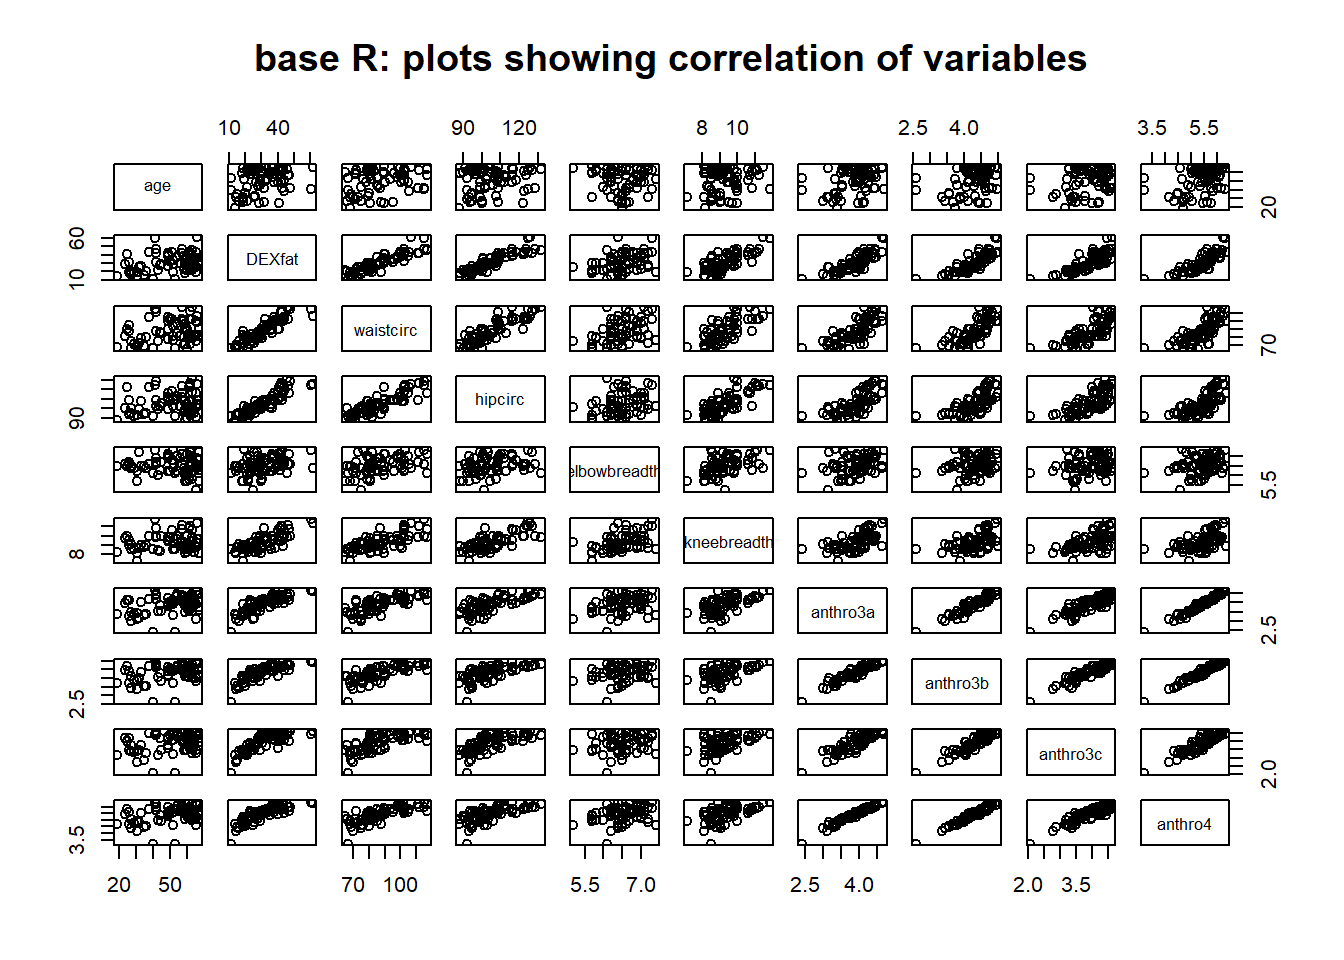 base R: plots showing correlation of variables
10 40 90 120 8 10 2.5 4.0 3.5 5.5
age
20
60
10
DEXfat
waistcirc
70
90
hipcirc
elbowbreadth
5.5
8
kneebreadth
anthro3a
2.5
2.5
anthro3b
anthro3c
2.0
3.5
anthro4
20 50 70 100 5.5 7.0 2.5 4.0 2.0 3.5